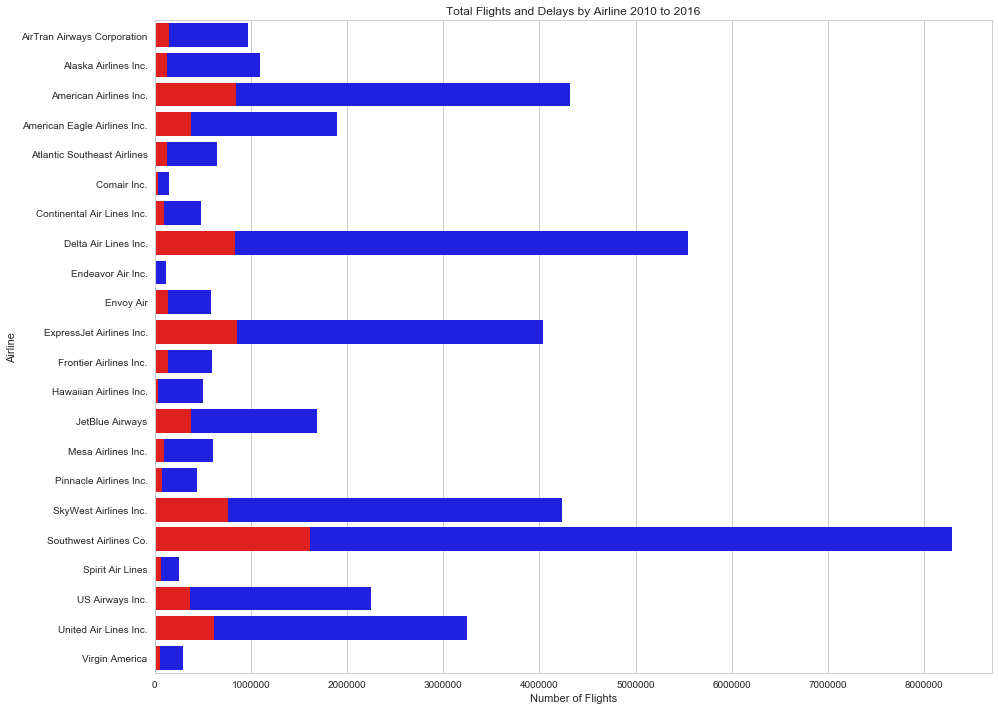 Total Flights and Delays by Airline 2010 to 2016
Airline
AirTran Airways Corporation
Alaska Airlines Inc.
American Airlines Inc.
American Eagle Airlines Inc.
Atlantic Southeast Airlines
Comair Inc.
Continental Air Lines Inc.
Delta Air Lines Inc.
Endeavor Air Inc.
Envoy Air
ExpressJet Airlines Inc.
Frontier Airlines Inc.
Hawaiian Airlines Inc.
JetBlue Airways
Mesa Airlines Inc.
Pinnacle Airlines Inc.
SkyWest Airlines Inc.
Southwest Airlines Co.
Spirit Air Lines
US Airways Inc.
United Air Lines Inc.
Virgin America
0 1000000 2000000 3000000 4000000 5000000 6000000 7000000 8000000
Number of Flights